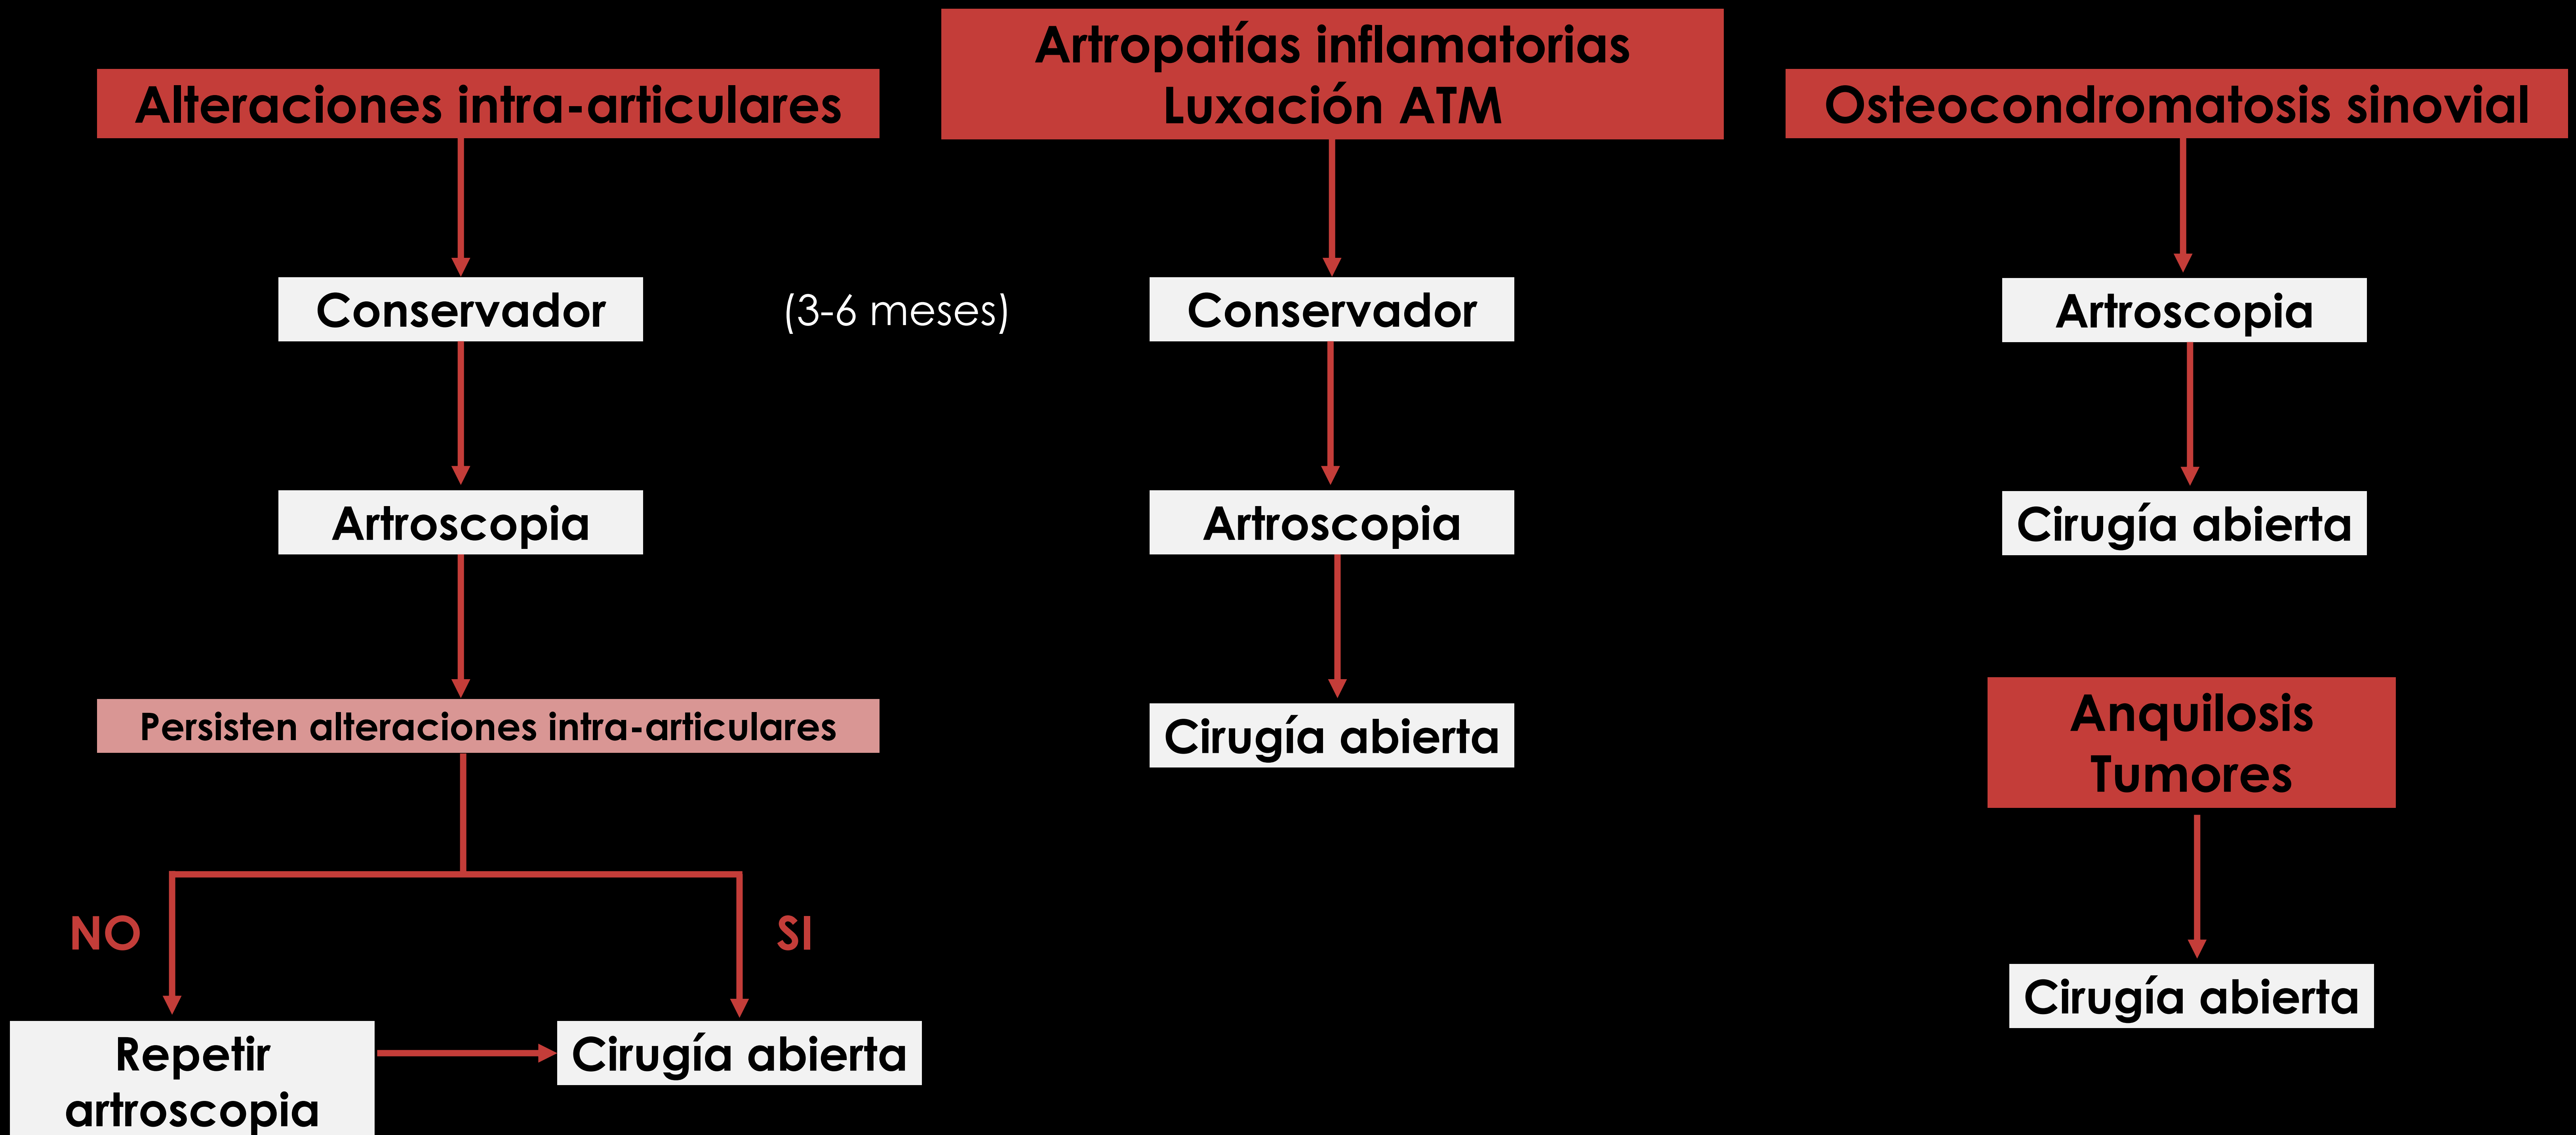 Alteraciones intra-articulares
Conservador
Artroscopia
Persisten alteraciones intra-articulares
NO
SI
Repetir
artroscopia
Cirugía abierta
(3-6 meses)
Artropatías inflamatorias
Luxación ATM
Conservador
Artroscopia
Cirugía abierta
Osteocondromatosis sinovial
Artroscopia
Cirugía abierta
Anquilosis
Tumores
Cirugía abierta